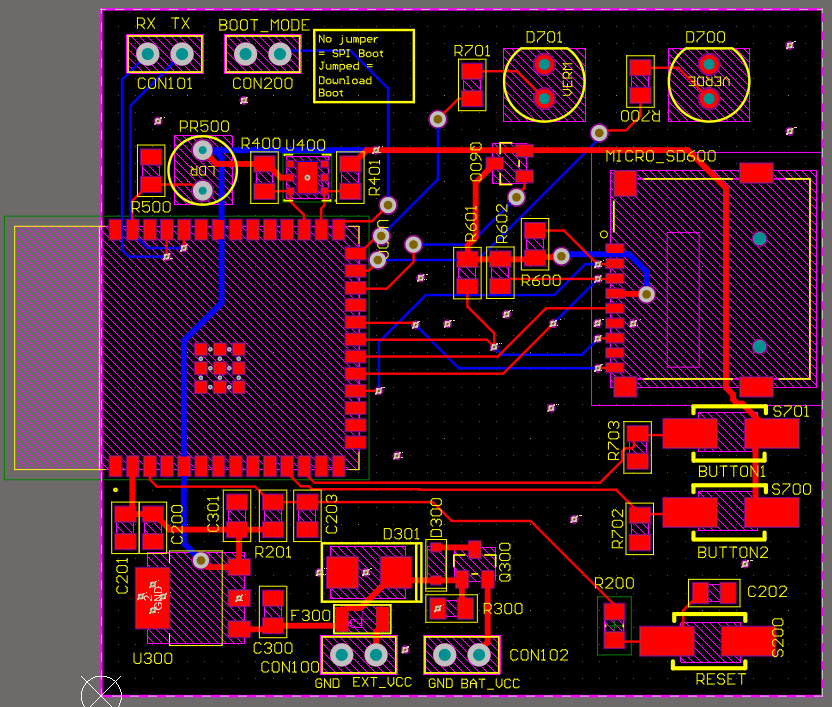 RX TX
BOOT_MODE
No jumper
= SPI Boot
Jumped =
Download
Boot
CON101
CON200
R701
D701
VERM
D700
VERDE
R700
PR500
LDR
R400
U400
R401
R500
Q600
MICRO_SD600
R601
R602
R600
S701
R703
BUTTON1
S700
R702
BUTTON2
C201
C200
C301
R201
C203
D301
D300
Q300
GND
U300
C300
F300
R300
R200
C202
S200
RESET
CON100
CON102
GND EXT_VCC
GND BAT_VCC